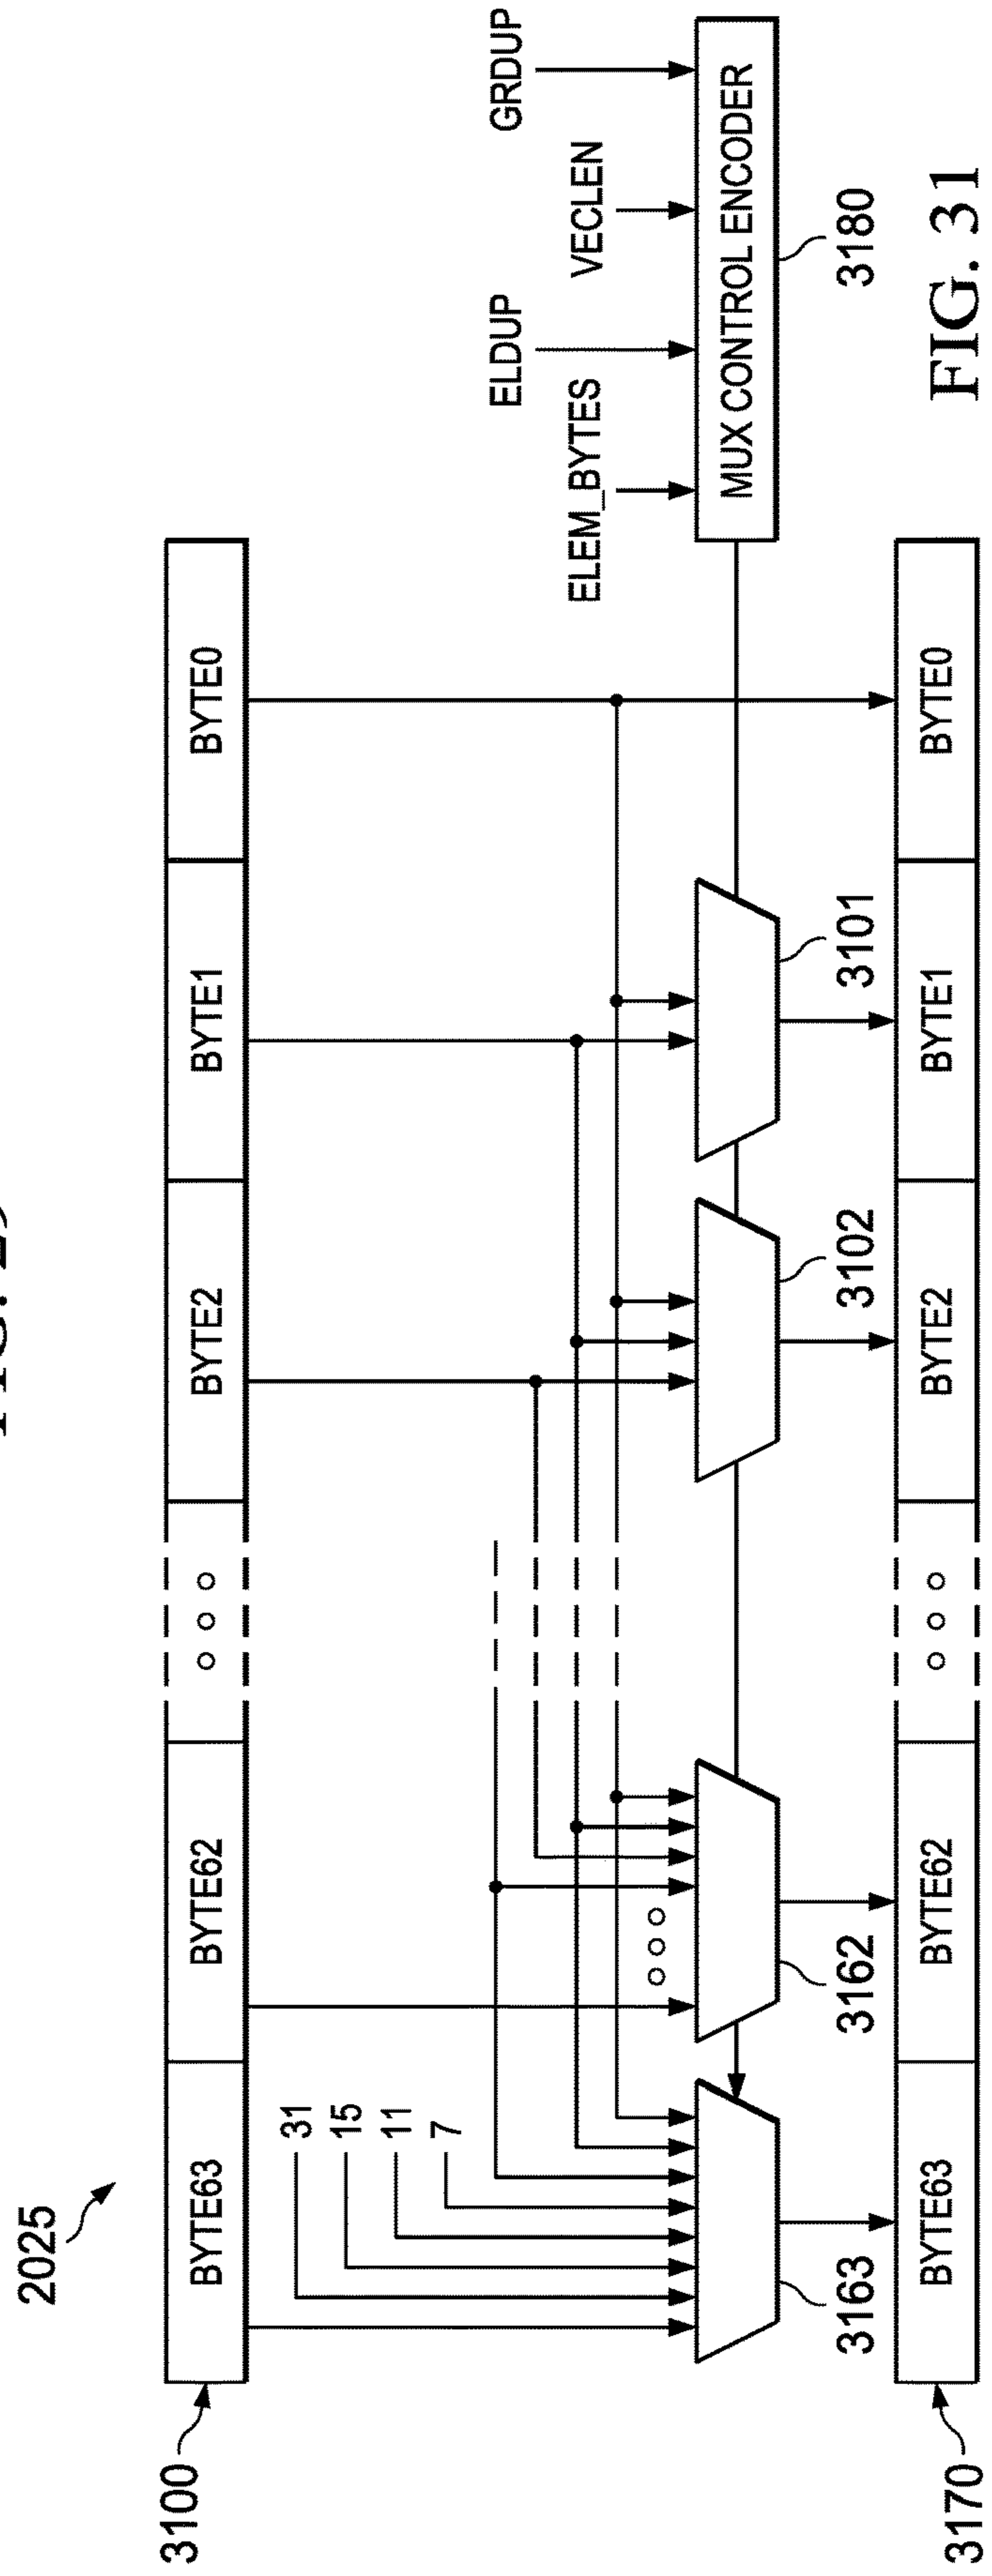 2025
3100
BYTE63
BYTE62
BYTE2
BYTE1
BYTE0
31
15
11
7
ELEM_BYTES
ELDUP
VECLEN
GRDUP
MUX CONTROL ENCODER
3180
3163
3162
3102
3101
3170
BYTE63
BYTE62
BYTE2
BYTE1
BYTE0
FIG. 31